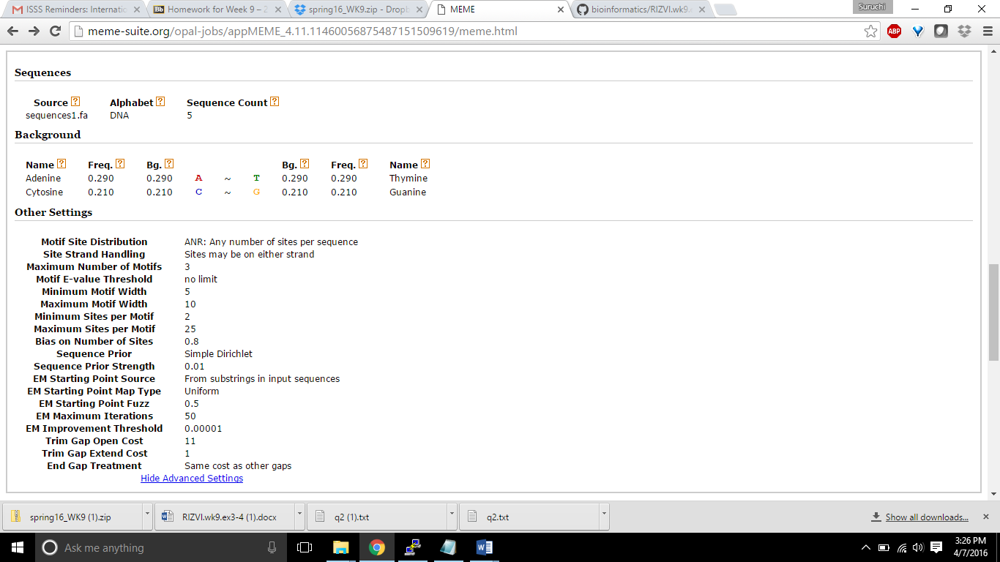 ISSS Reminders: Internatio
Homework for Week 9 – 2
spring16_WK9.zip - Dropb
MEME
bioinformatics/RIZVI.wk9.e
Suruchi
meme-suite.org/opal-jobs/appMEME_4.11.11460056875487151509619/meme.html
ABP
Sequences
Source ? Alphabet ? Sequence Count ?
sequences1.fa DNA 5
Background
Name ? Freq. ? Bg. ? Bg. ? Freq. ? Name ?
Adenine 0.290 0.290 A ~ T 0.290 0.290 Thymine
Cytosine 0.210 0.210 C ~ G 0.210 0.210 Guanine
Other Settings
Motif Site Distribution ANR: Any number of sites per sequence
Site Strand Handling Sites may be on either strand
Maximum Number of Motifs 3
Motif E-value Threshold no limit
Minimum Motif Width 5
Maximum Motif Width 10
Minimum Sites per Motif 2
Maximum Sites per Motif 25
Bias on Number of Sites 0.8
Sequence Prior Simple Dirichlet
Sequence Prior Strength 0.01
EM Starting Point Source From substrings in input sequences
EM Starting Point Map Type Uniform
EM Starting Point Fuzz 0.5
EM Maximum Iterations 50
EM Improvement Threshold 0.00001
Trim Gap Open Cost 11
Trim Gap Extend Cost 1
End Gap Treatment Same cost as other gaps
Hide Advanced Settings
spring16_WK9 (1).zip
RIZVI.wk9.ex3-4 (1).docx
q2 (1).txt
q2.txt
Show all downloads...
Ask me anything
3:26 PM
4/7/2016